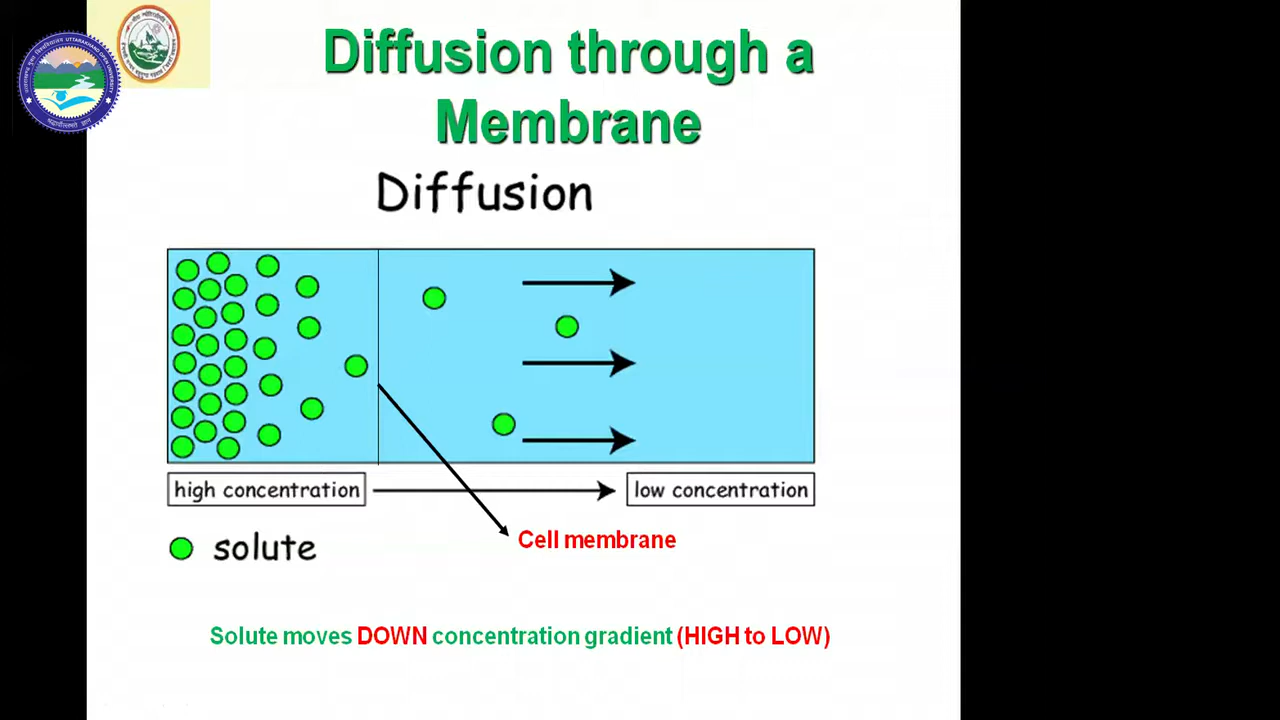 Diffusion through a
Membrane
Diffusion
high concentration
low concentration
solute
Cell membrane
Solute moves DOWN concentration gradient (HIGH to LOW)